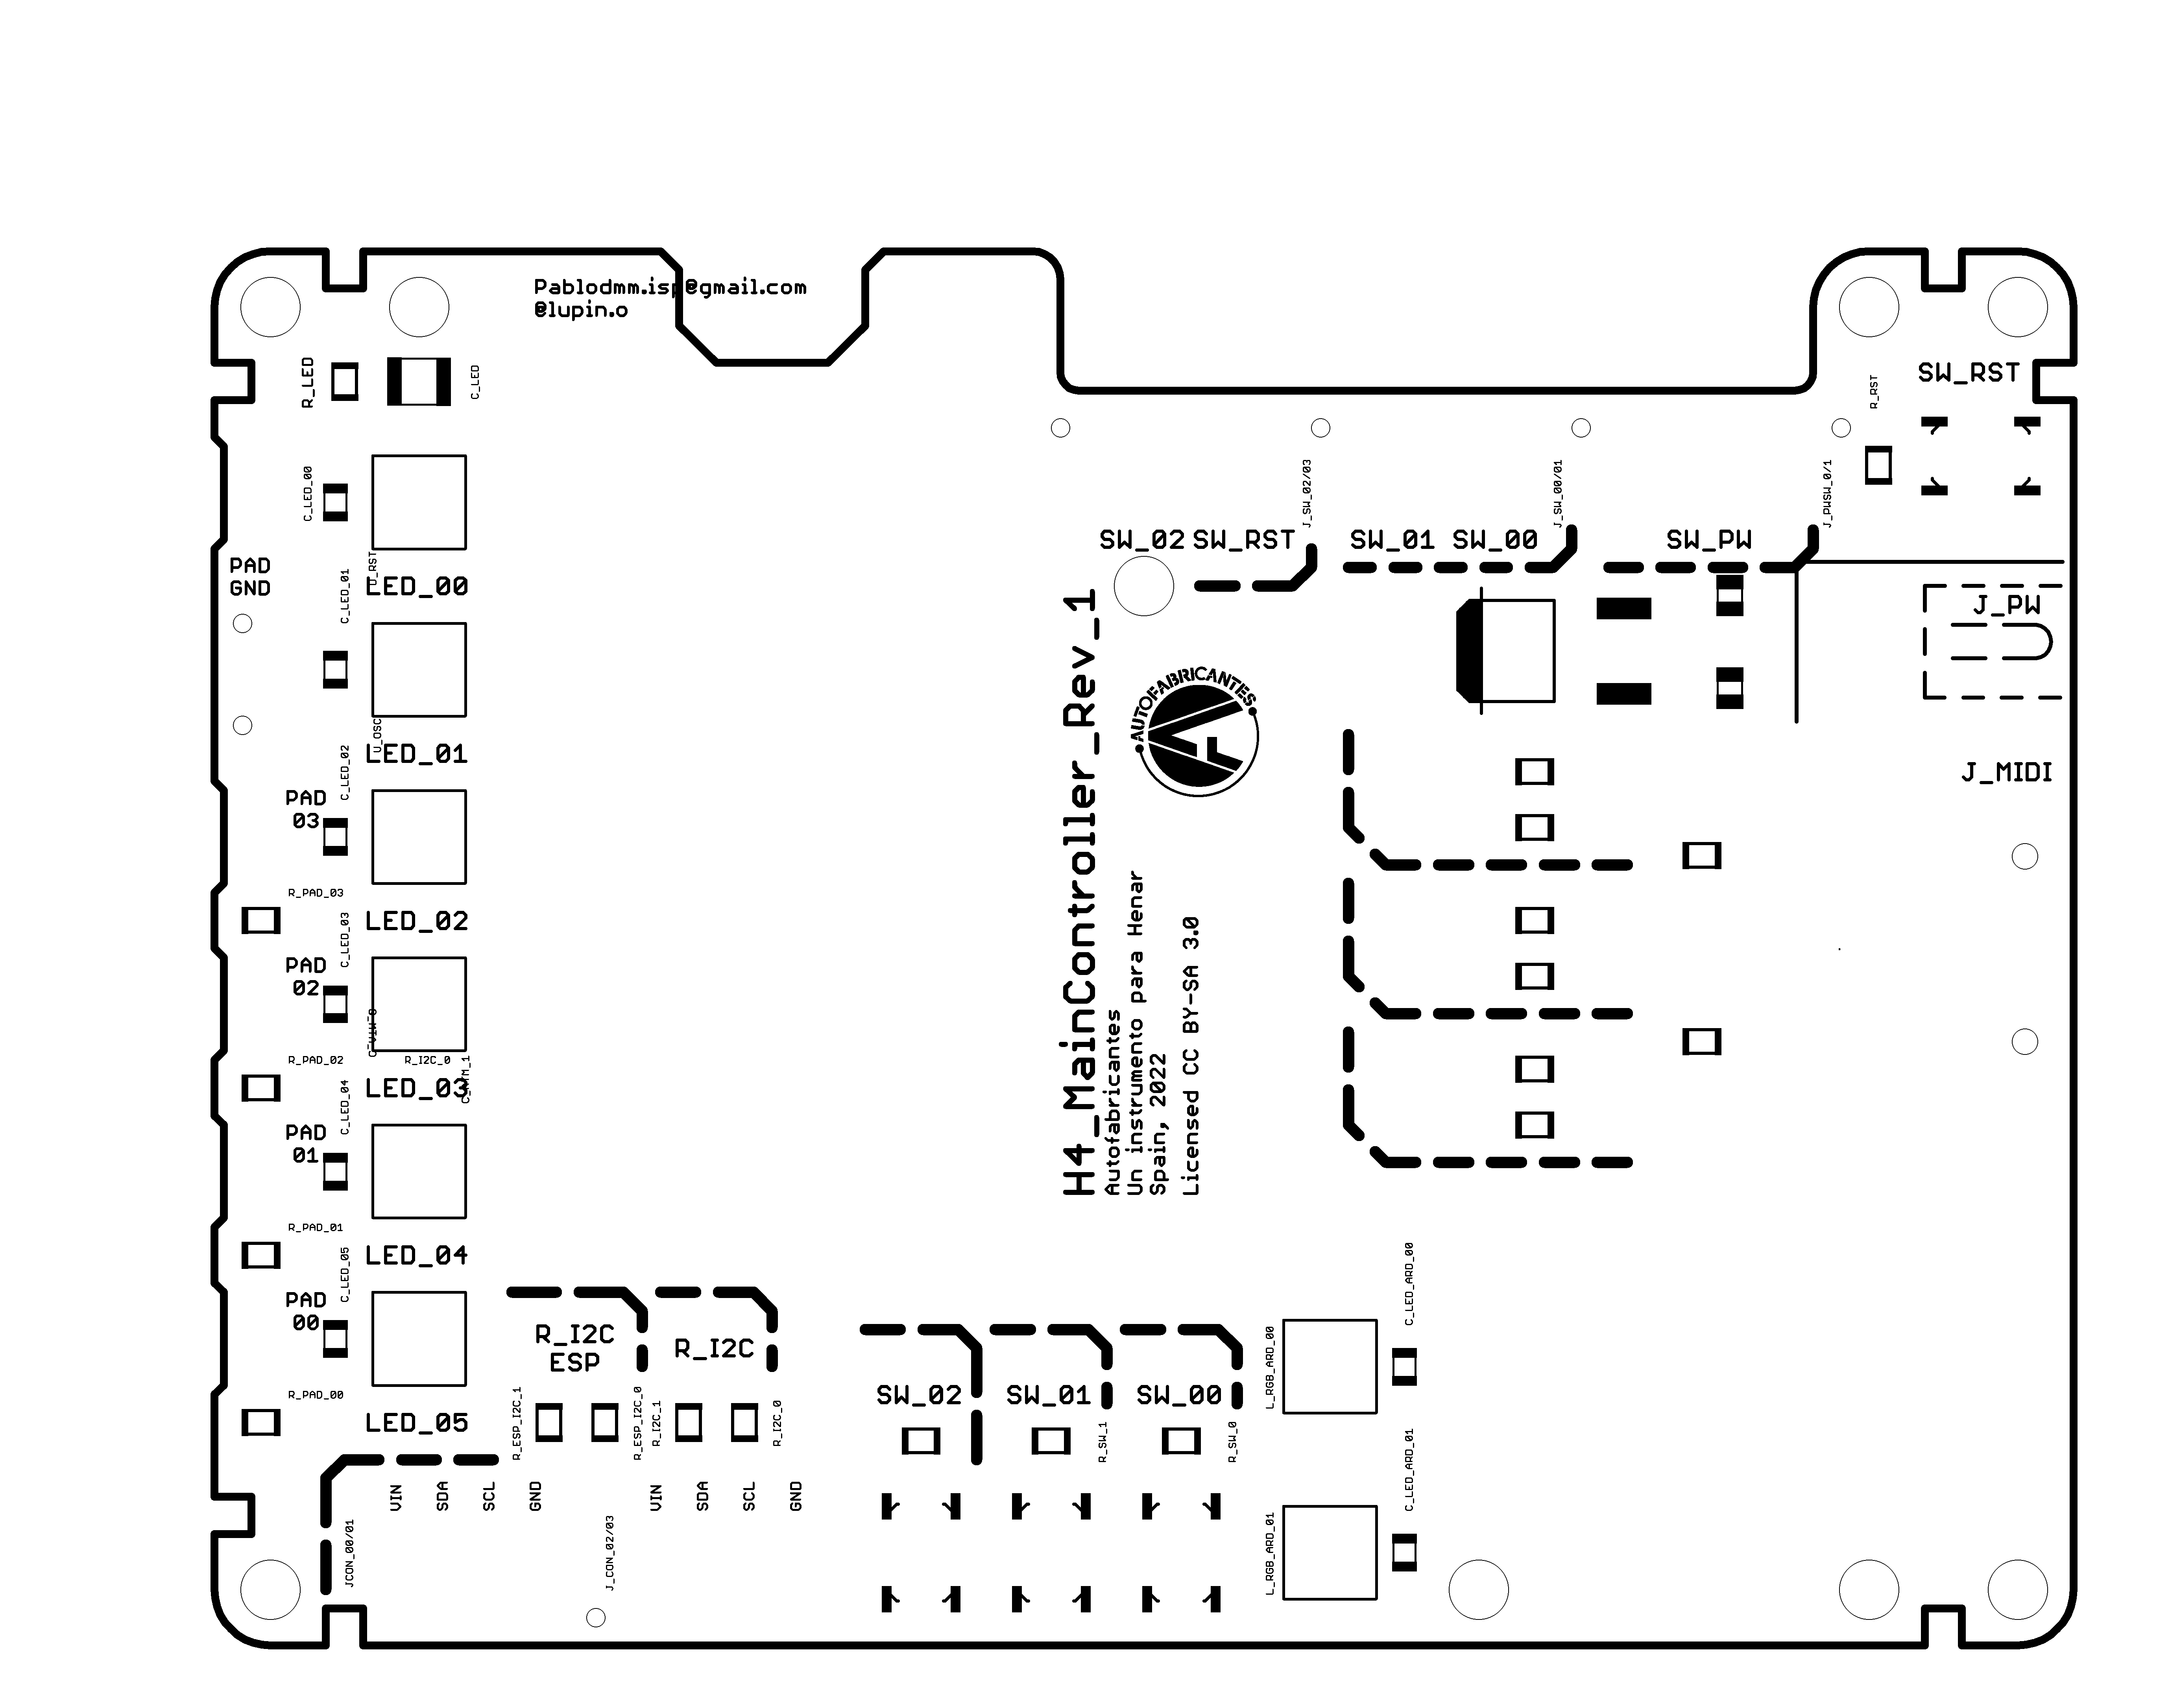 Pablodmm.isp@gmail.com
@lupin.o
R_LED
C_LED
SW_RST
R_RST
C_LED_00
J_SW_02/03
J_SW_00/01
J_PWSW_0/1
SW_02 SW_RST
SW_01 SW_00
SW_PW
PAD
GND
U_RST
LED_00
C_LED_01
J_PW
U_OSC
LED_01
C_LED_02
AUTOFABRICANTES
J_MIDI
PAD
03
R_PAD_03
LED_02
C_LED_03
PAD
02
R_PAD_02
R_I2C_0
LED_03
C_LED_04
H4_MainController_Rev_1
Autofabricantes
Un instrumento para Henar
Spain, 2022
Licensed CC BY-SA 3.0
PAD
01
R_PAD_01
LED_04
C_LED_05
PAD
00
R_PAD_00
LED_05
R_I2C
ESP
R_I2C
R_ESP_I2C_1
R_ESP_I2C_0
R_I2C_1
R_I2C_0
SW_02
SW_01
SW_00
R_SW_1
R_SW_0
L_RGB_ARD_00
C_LED_ARD_00
VIN
SDA
SCL
GND
VIN
SDA
SCL
GND
JCON_00/01
J_CON_02/03
L_RGB_ARD_01
C_LED_ARD_01